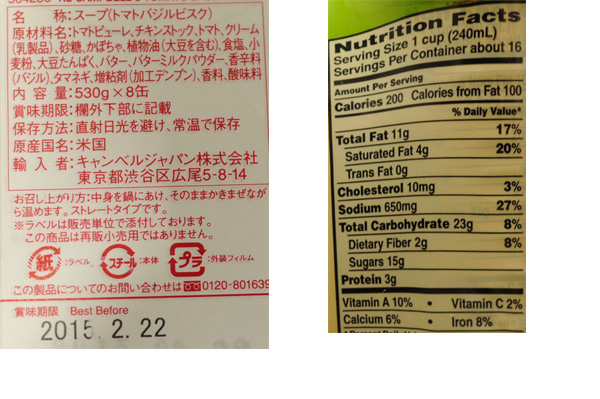 名　称:スープ(トマトバジルビスク)
原材料名:トマトピューレ、チキンストック、トマト、クリーム
(乳製品)、砂糖、かぼちゃ、植物油(大豆を含む)、食塩、小
麦粉、大豆たんぱく、バター、バターミルクパウダー、香辛料
(バジル)、タマネギ、増粘剤(加工デンプン)、香料、酸味料
内 容 量:530g×8缶
賞味期限:欄外下部に記載
保存方法:直射日光を避け、常温で保存
原産国名:米国
輸 入 者:キャンベルジャパン株式会社
東京都渋谷区広尾5-8-14
お召し上がり方:中身を鍋にあけ、そのままかきまぜなが
ら温めます。ストレートタイプです。
※ラベルは販売単位で添付しております。
この商品は再販小売用ではありません。
紙 :ラベル、 スチール :本体 プラ :外装フィルム
この製品についてのお問い合わせは 0120-801639
賞味期限 Best Before
2015. 2. 22
Nutrition Facts
Serving Size 1 cup (240mL)
Servings Per Container about 16
Amount Per Serving
Calories 200 Calories from Fat 100
% Daily Value*
Total Fat 11g 17%
Saturated Fat 4g 20%
Trans Fat 0g
Cholesterol 10mg 3%
Sodium 650mg 27%
Total Carbohydrate 23g 8%
Dietary Fiber 2g 8%
Sugars 15g
Protein 3g
Vitamin A 10% • Vitamin C 2%
Calcium 6% • Iron 8%